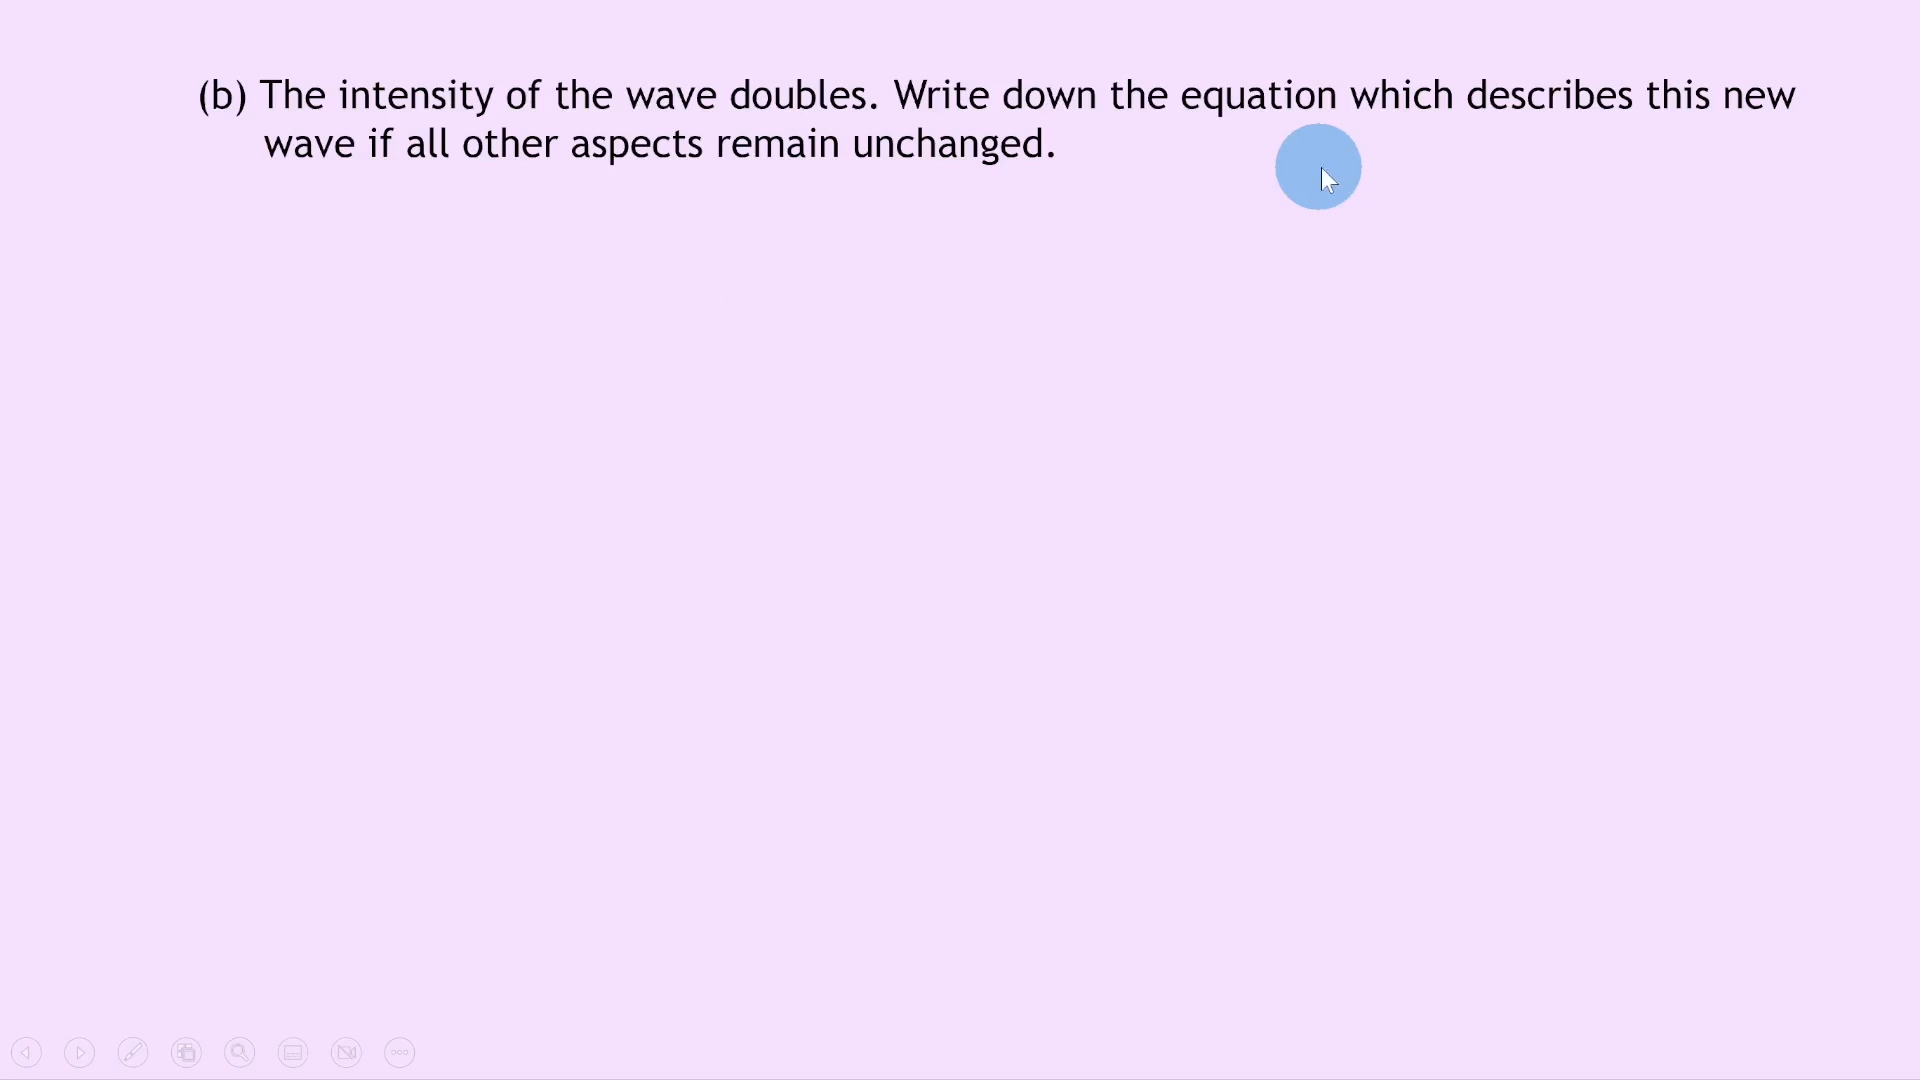 (b) The intensity of the wave doubles. Write down the equation which describes this new
wave if all other aspects remain unchanged.